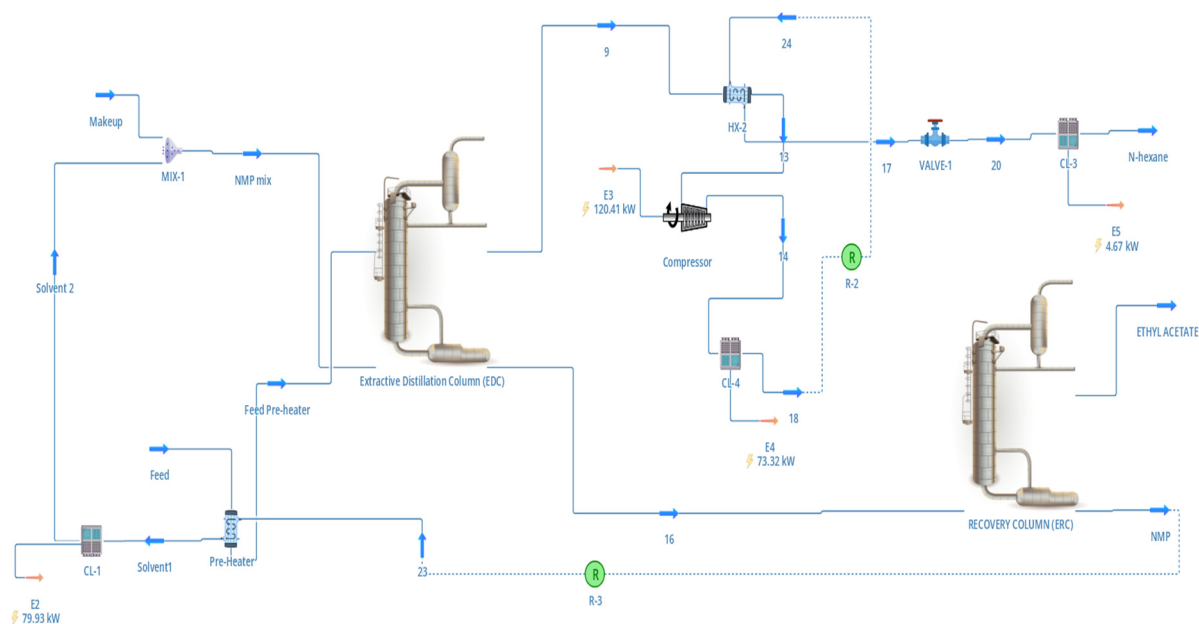 9
24
HX-2
Makeup
MIX-1
NMP mix
13
17
VALVE-1
20
CL-3
N-hexane
E3
120.41 kW
E5
4.67 kW
Compressor
14
R
R-2
Solvent 2
ETHYL ACETATE
Extractive Distillation Column (EDC)
CL-4
Feed Pre-heater
18
E4
73.32 kW
Feed
RECOVERY COLUMN (ERC)
16
NMP
Pre-Heater
CL-1
Solvent1
23
R
R-3
E2
79.93 kW